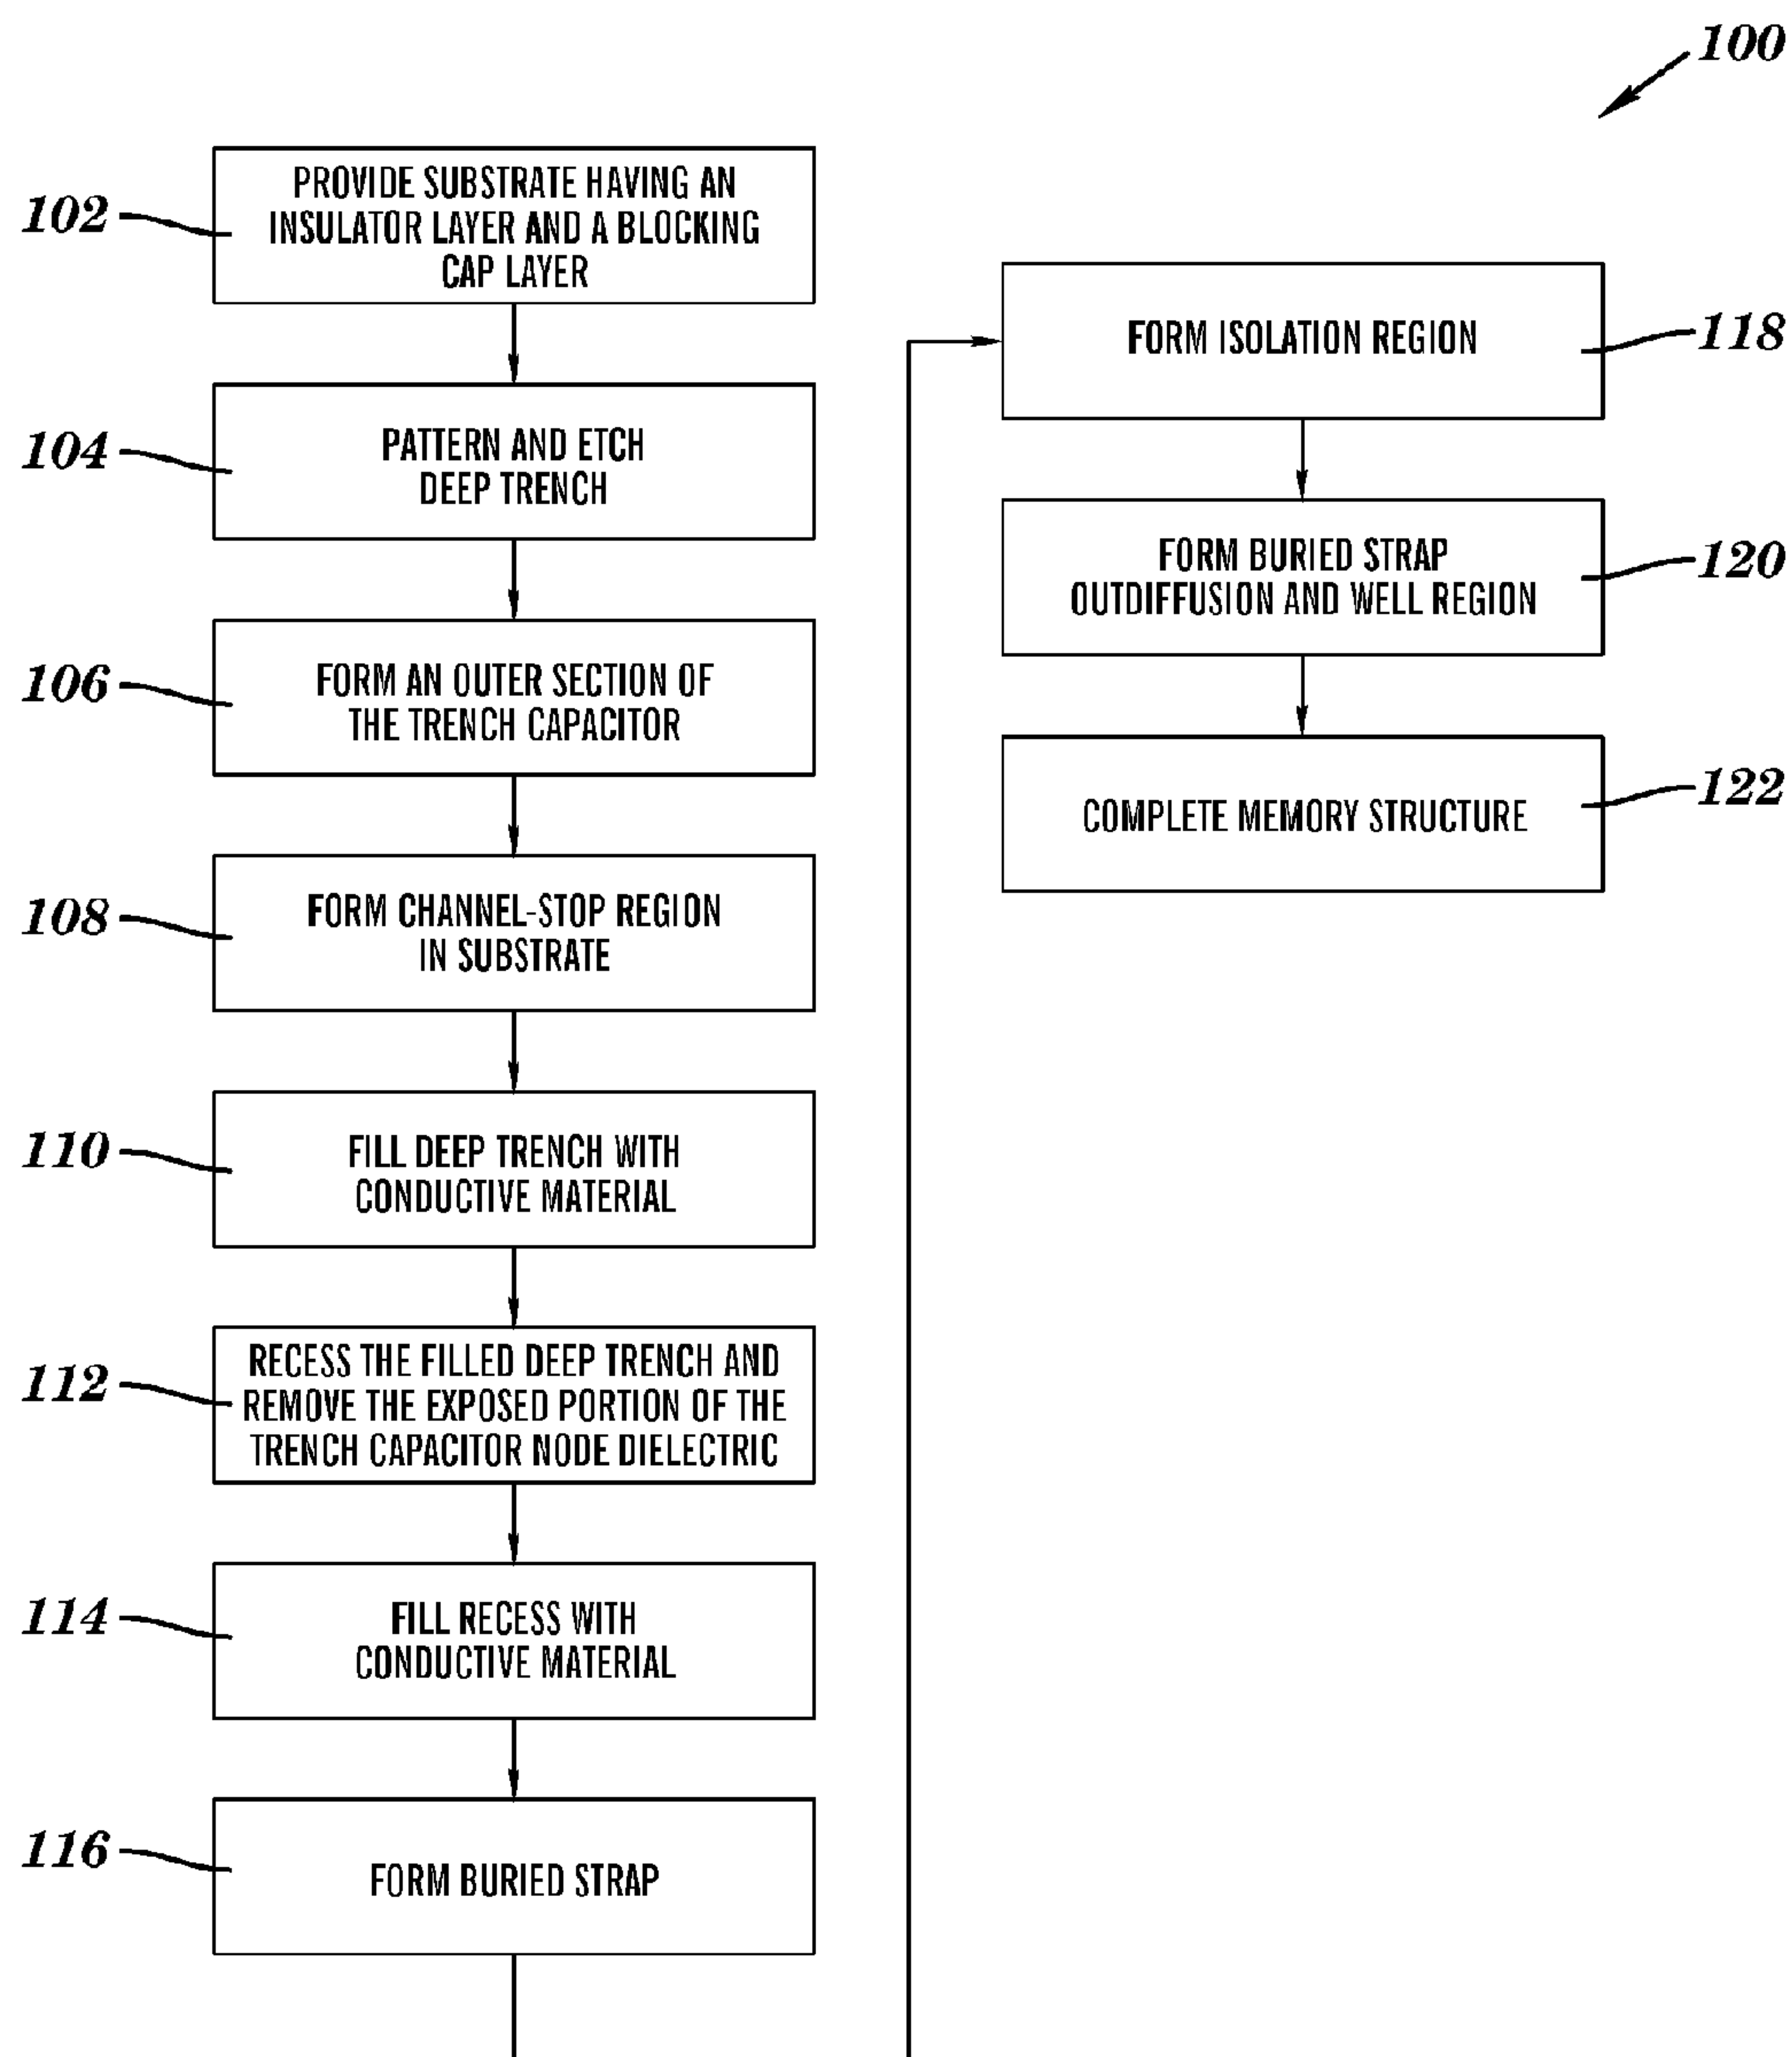 100
102
PROVIDE SUBSTRATE HAVING AN
INSULATOR LAYER AND A BLOCKING
CAP LAYER
104
PATTERN AND ETCH
DEEP TRENCH
106
FORM AN OUTER SECTION OF
THE TRENCH CAPACITOR
108
FORM CHANNEL-STOP REGION
IN SUBSTRATE
110
FILL DEEP TRENCH WITH
CONDUCTIVE MATERIAL
112
RECESS THE FILLED DEEP TRENCH AND
REMOVE THE EXPOSED PORTION OF THE
TRENCH CAPACITOR NODE DIELECTRIC
114
FILL RECESS WITH
CONDUCTIVE MATERIAL
116
FORM BURIED STRAP
FORM ISOLATION REGION
118
FORM BURIED STRAP
OUTDIFFUSION AND WELL REGION
120
COMPLETE MEMORY STRUCTURE
122